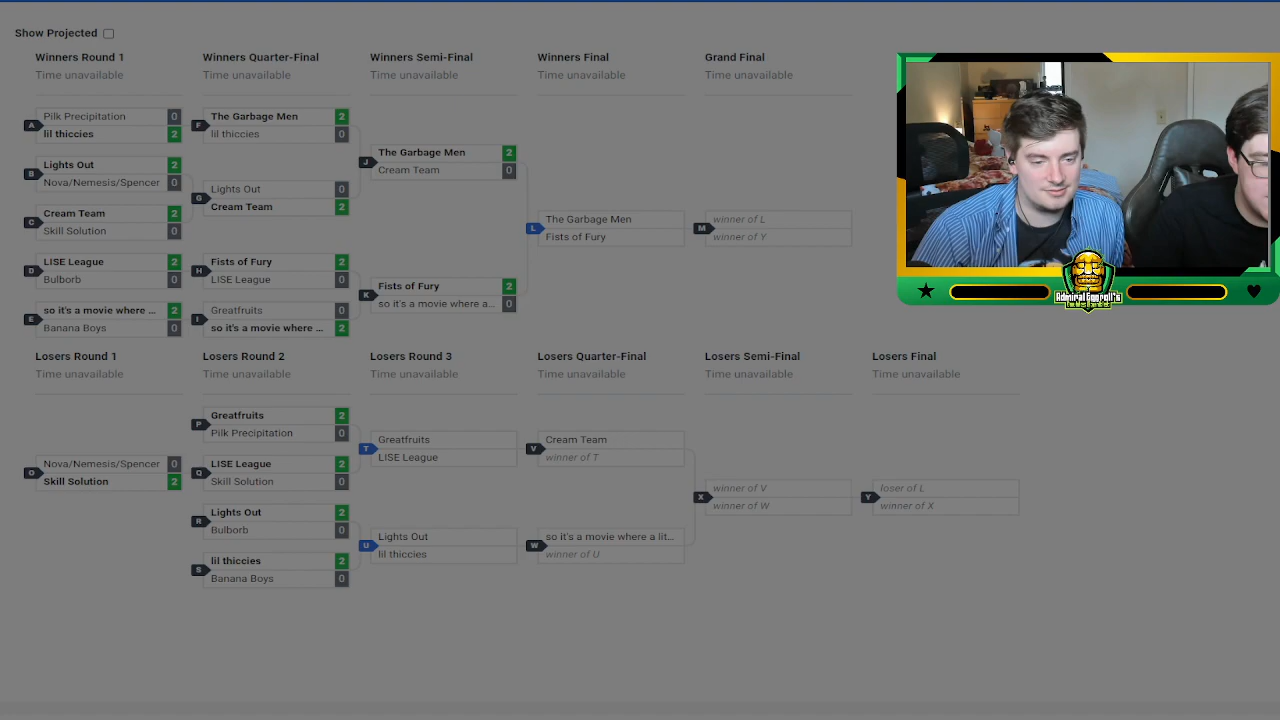 Show Projected
Winners Round 1
Winners Quarter-Final
Winners Semi-Final
Winners Final
Grand Final
Time unavailable
Time unavailable
Time unavailable
Time unavailable
Time unavailable
A
Pilk Precipitation 0
lil thiccies 2
B
Lights Out 2
Nova/Nemesis/Spencer 0
C
Cream Team 2
Skill Solution 0
D
LISE League 2
Bulborb 0
E
so it's a movie where ... 2
Banana Boys 0
F
The Garbage Men 2
lil thiccies 0
G
Lights Out 0
Cream Team 2
H
Fists of Fury 2
LISE League 0
I
Greatfruits 0
so it's a movie where ... 2
J
The Garbage Men 2
Cream Team 0
K
Fists of Fury 2
so it's a movie where a... 0
L
The Garbage Men
Fists of Fury
M
winner of L
winner of Y
Losers Round 1
Losers Round 2
Losers Round 3
Losers Quarter-Final
Losers Semi-Final
Losers Final
Time unavailable
Time unavailable
Time unavailable
Time unavailable
Time unavailable
Time unavailable
O
Nova/Nemesis/Spencer 0
Skill Solution 2
P
Greatfruits 2
Pilk Precipitation 0
Q
LISE League 2
Skill Solution 0
R
Lights Out 2
Bulborb 0
S
lil thiccies 2
Banana Boys 0
T
Greatfruits
LISE League
U
Lights Out
lil thiccies
V
Cream Team
winner of T
W
so it's a movie where a lit...
winner of U
X
winner of V
winner of W
Y
loser of L
winner of X
Admiral Eggroll's